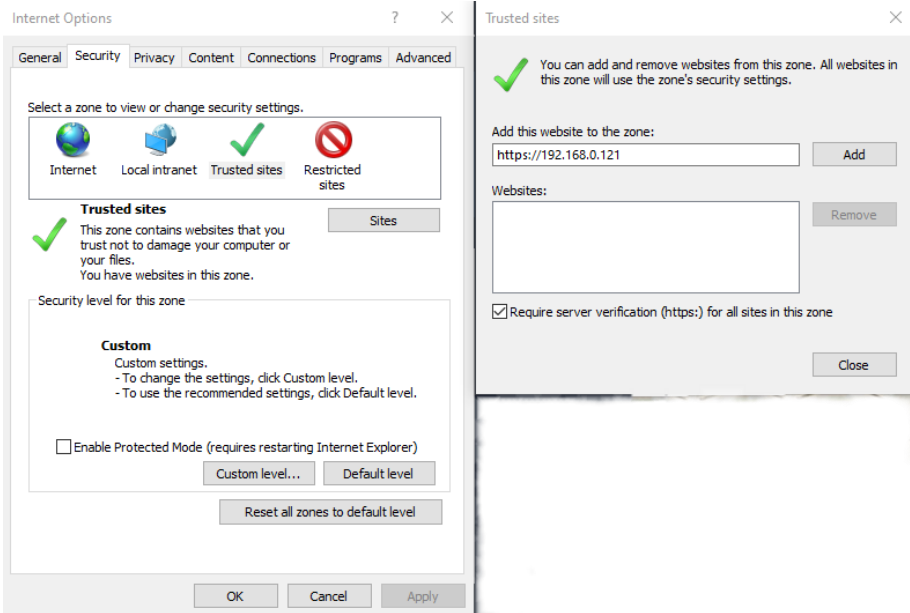 Internet Options
?
General Security Privacy Content Connections Programs Advanced
Select a zone to view or change security settings.
Internet
Local intranet
Trusted sites
Restricted
sites
Trusted sites
Sites
This zone contains websites that you
trust not to damage your computer or
your files.
You have websites in this zone.
Security level for this zone
Custom
Custom settings.
- To change the settings, click Custom level.
- To use the recommended settings, click Default level.
Enable Protected Mode (requires restarting Internet Explorer)
Custom level... Default level
Reset all zones to default level
OK Cancel Apply
Trusted sites
You can add and remove websites from this zone. All websites in
this zone will use the zone's security settings.
Add this website to the zone:
https://192.168.0.121 Add
Websites:
Remove
Require server verification (https:) for all sites in this zone
Close